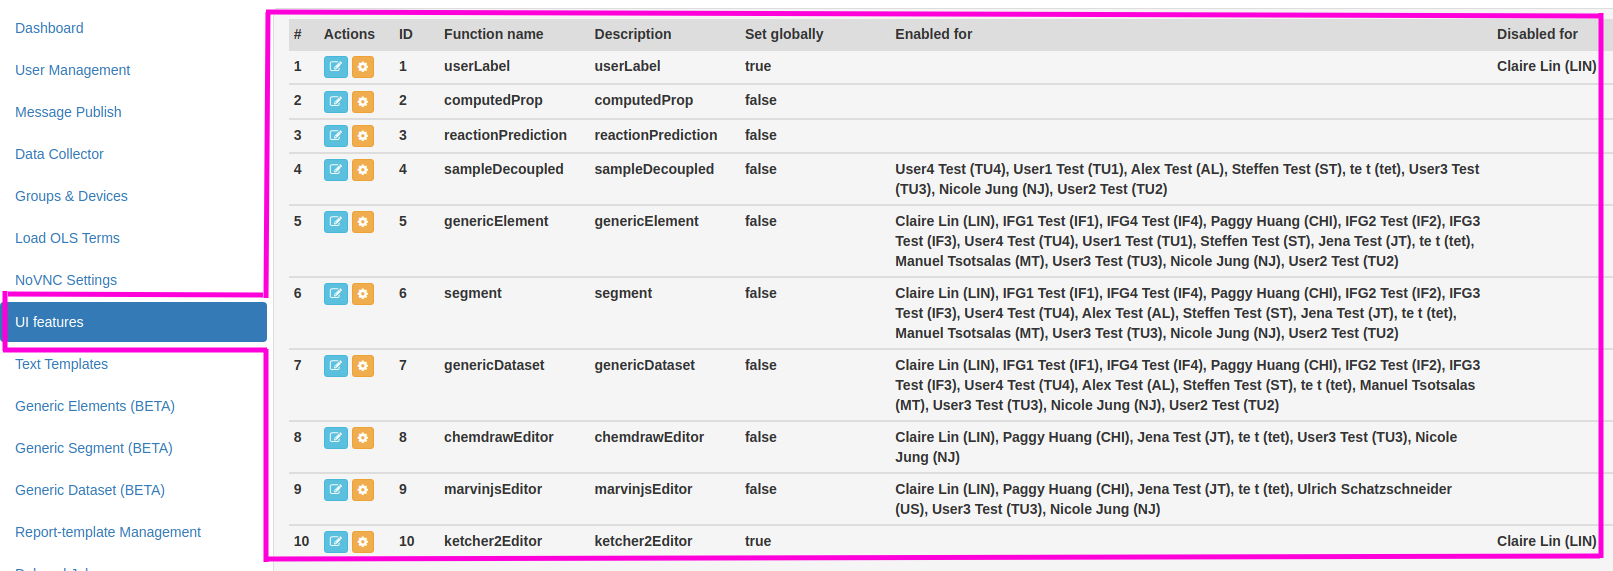 Dashboard
User Management
Message Publish
Data Collector
Groups & Devices
Load OLS Terms
NoVNC Settings
UI features
Text Templates
Generic Elements (BETA)
Generic Segment (BETA)
Generic Dataset (BETA)
Report-template Management
# Actions ID Function name Description Set globally Enabled for Disabled for
1 1 userLabel userLabel true Claire Lin (LIN)
2 2 computedProp computedProp false
3 3 reactionPrediction reactionPrediction false
4 4 sampleDecoupled sampleDecoupled false User4 Test (TU4), User1 Test (TU1), Alex Test (AL), Steffen Test (ST), te t (tet), User3 Test
(TU3), Nicole Jung (NJ), User2 Test (TU2)
5 5 genericElement genericElement false Claire Lin (LIN), IFG1 Test (IF1), IFG4 Test (IF4), Paggy Huang (CHI), IFG2 Test (IF2), IFG3
Test (IF3), User4 Test (TU4), User1 Test (TU1), Steffen Test (ST), Jena Test (JT), te t (tet),
Manuel Tsotsalas (MT), User3 Test (TU3), Nicole Jung (NJ), User2 Test (TU2)
6 6 segment segment false Claire Lin (LIN), IFG1 Test (IF1), IFG4 Test (IF4), Paggy Huang (CHI), IFG2 Test (IF2), IFG3
Test (IF3), User4 Test (TU4), Alex Test (AL), Steffen Test (ST), Jena Test (JT), te t (tet),
Manuel Tsotsalas (MT), User3 Test (TU3), Nicole Jung (NJ), User2 Test (TU2)
7 7 genericDataset genericDataset false Claire Lin (LIN), IFG1 Test (IF1), IFG4 Test (IF4), Paggy Huang (CHI), IFG2 Test (IF2), IFG3
Test (IF3), User4 Test (TU4), Alex Test (AL), Steffen Test (ST), te t (tet), Manuel Tsotsalas
(MT), User3 Test (TU3), Nicole Jung (NJ), User2 Test (TU2)
8 8 chemdrawEditor chemdrawEditor false Claire Lin (LIN), Paggy Huang (CHI), Jena Test (JT), te t (tet), User3 Test (TU3), Nicole
Jung (NJ)
9 9 marvinjsEditor marvinjsEditor false Claire Lin (LIN), Paggy Huang (CHI), Jena Test (JT), te t (tet), Ulrich Schatzschneider
(US), User3 Test (TU3), Nicole Jung (NJ)
10 10 ketcher2Editor ketcher2Editor true Claire Lin (LIN)